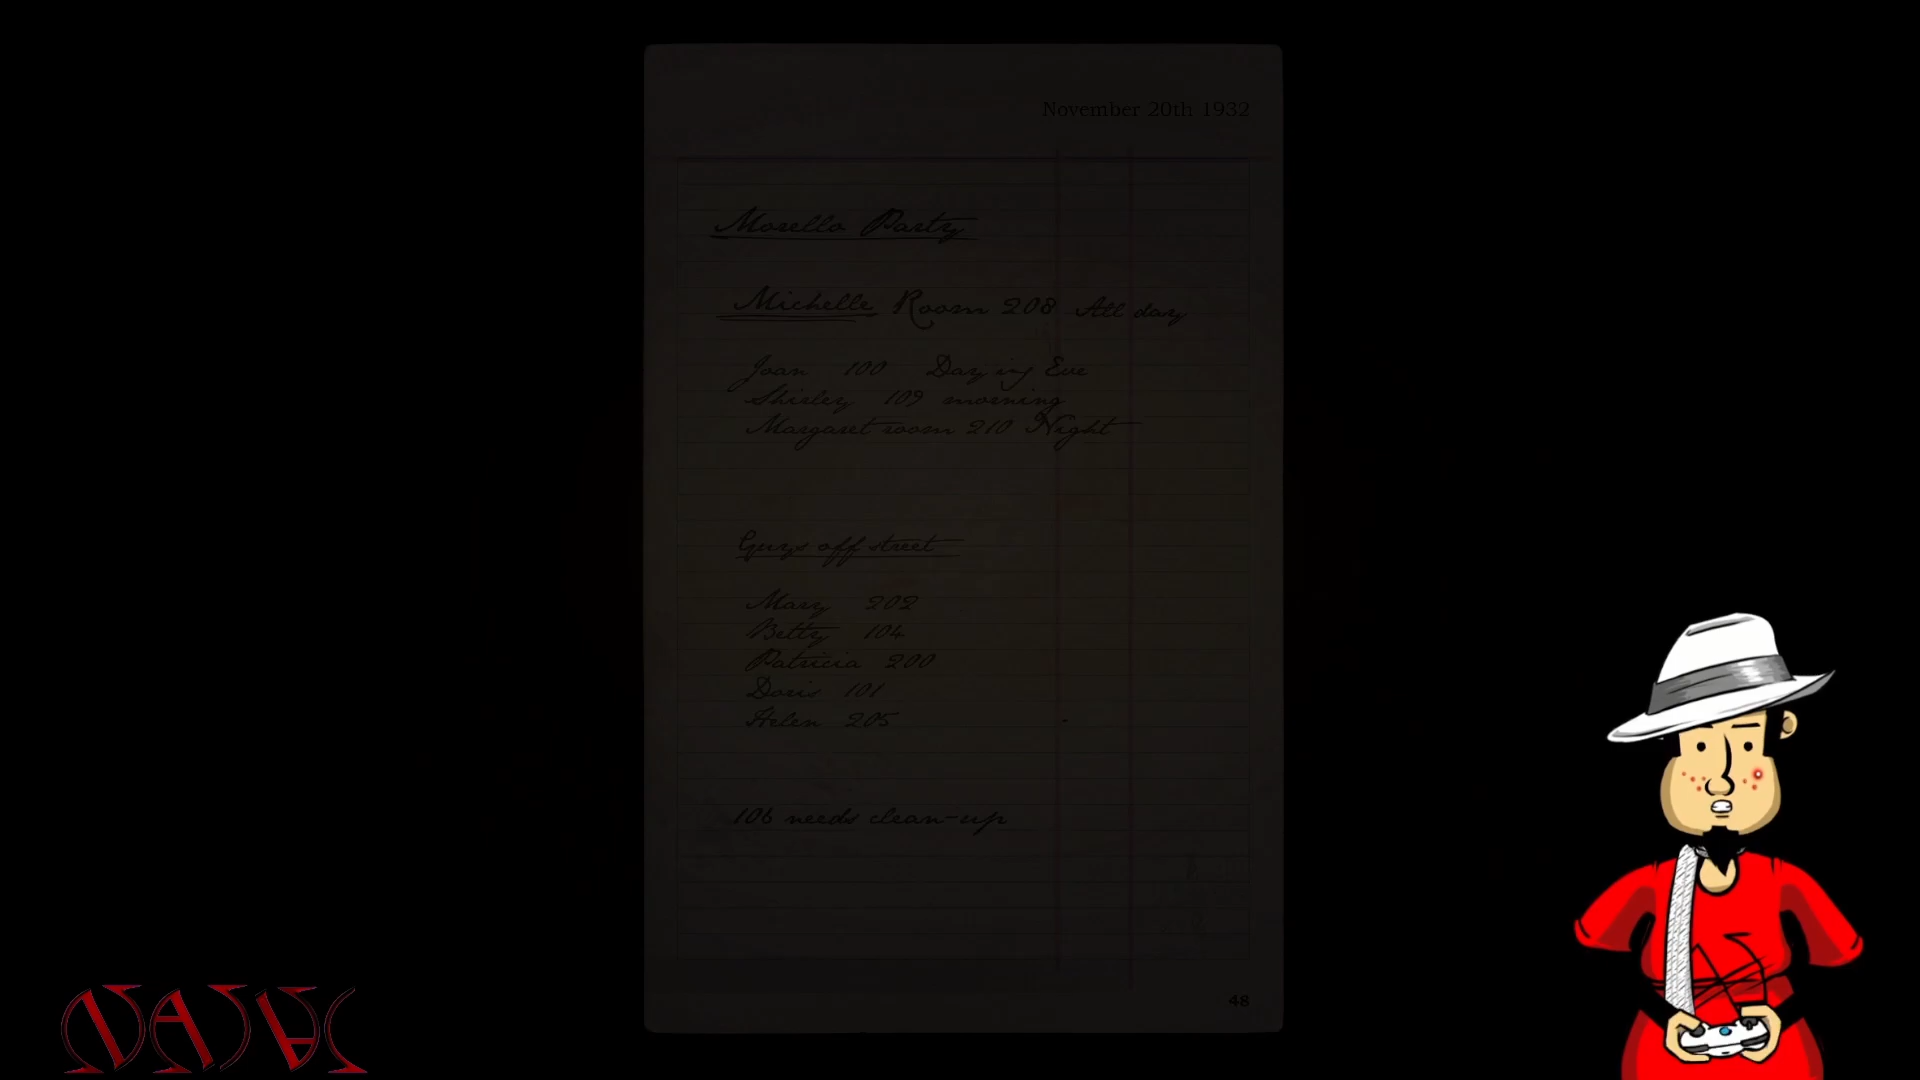 November 20th 1932
Morello Party
Michelle Room 208 All day
Joan 100 Day Eve
Shirley 109 morning
Margaret room 210 Night
Guys off street
Mary 202
Betty 104
Patricia 200
Doris 101
Helen 205
106 needs clean-up
48